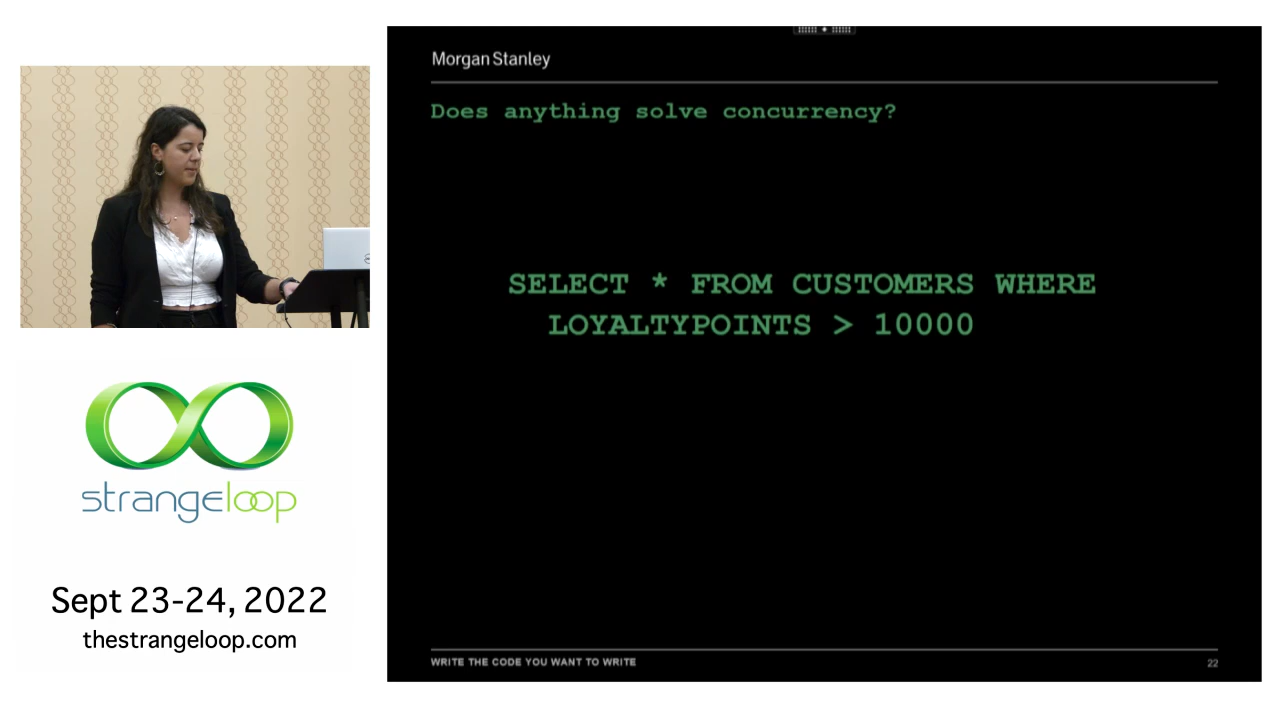 Morgan Stanley
Does anything solve concurrency?
SELECT * FROM CUSTOMERS WHERE
LOYALTYPOINTS > 10000
WRITE THE CODE YOU WANT TO WRITE
22
strangeloop
Sept 23-24, 2022
thestrangeloop.com